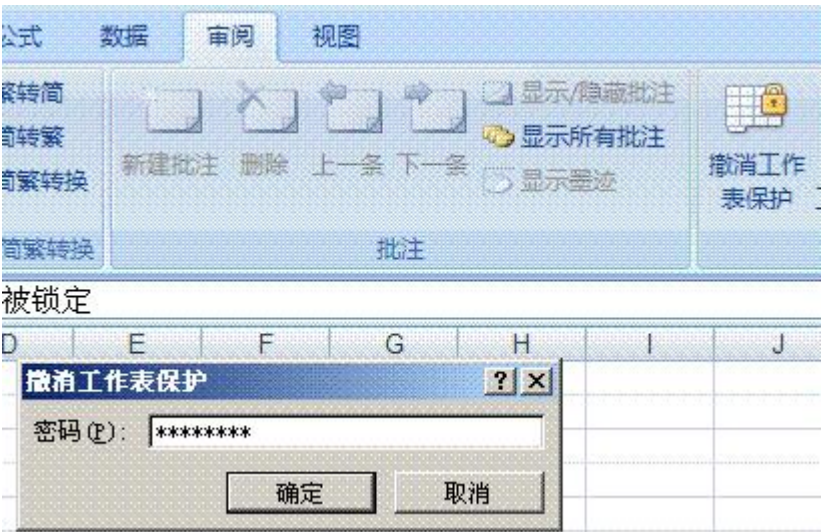 公式 数据 审阅 视图
繁转简
简转繁
简繁转换
简繁转换
新建批注 删除 上一条 下一条
显示/隐藏批注
显示所有批注
显示墨迹
批注
撤消工作
表保护
被锁定
D E F G H I J
撤消工作表保护 ? ×
密码(P): ********
确定 取消